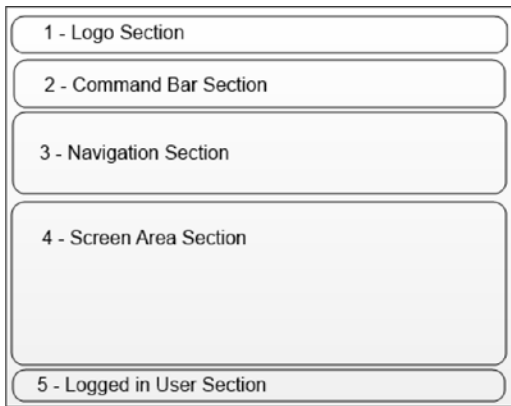 1 - Logo Section
2 - Command Bar Section
3 - Navigation Section
4 - Screen Area Section
5 - Logged in User Section